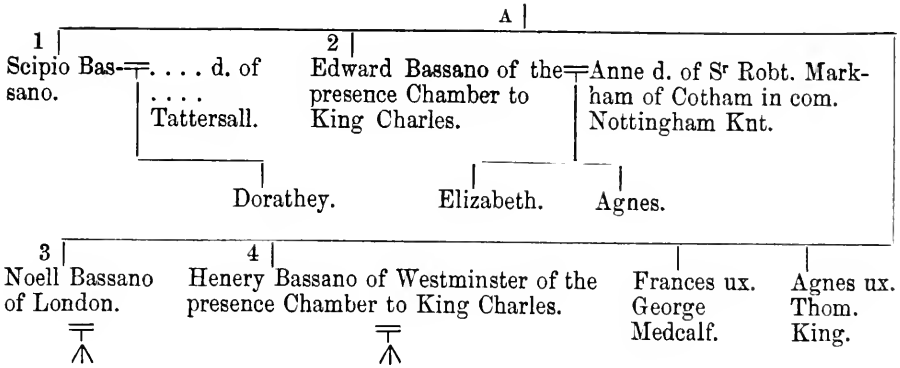 A
1 2
Scipio Bas- . . . . d. of Edward Bassano of the Anne d. of Sʳ Robt. Mark-
sano. . . . . presence Chamber to ham of Cotham in com.
Tattersall. King Charles. Nottingham Knt.
Dorathey. Elizabeth. Agnes.
3 4
Noell Bassano Henery Bassano of Westminster of the Frances ux. Agnes ux.
of London. presence Chamber to King Charles. George Thom.
Medcalf. King.